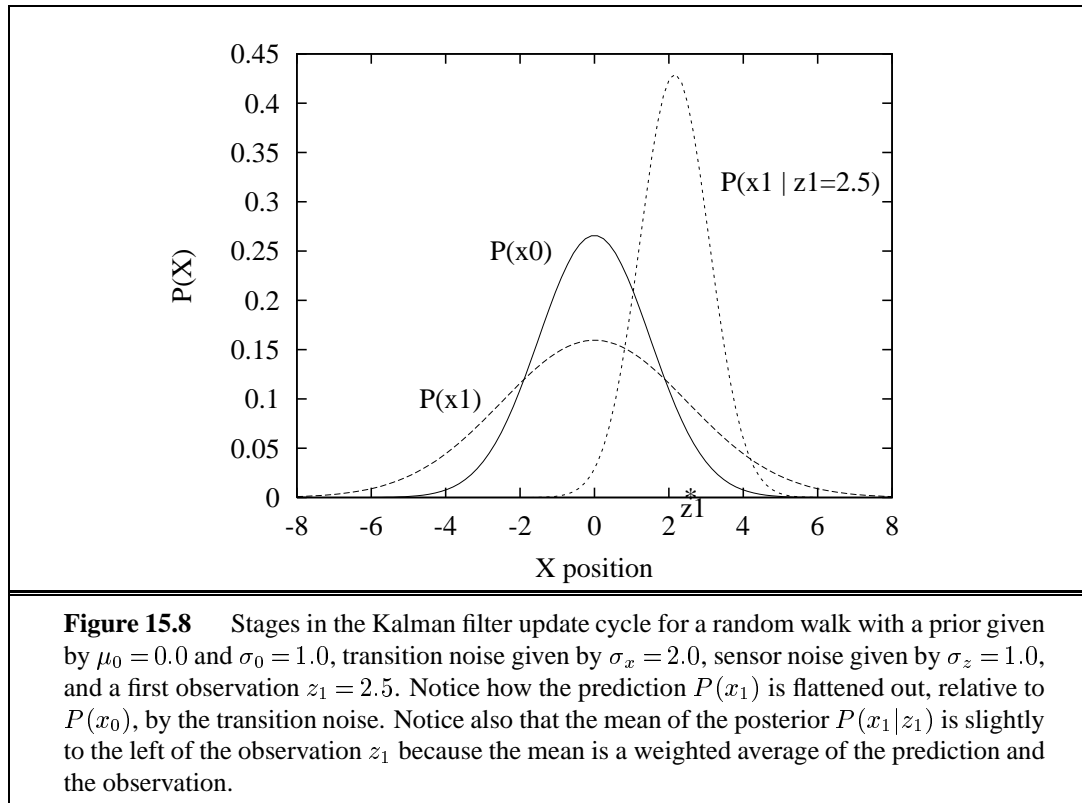 0.45
0.4
0.35
0.3
0.25
0.2
0.15
0.1
0.05
0
P(X)
P(x1 | z1=2.5)
P(x0)
P(x1)
*
z1
-8 -6 -4 -2 0 2 4 6 8
X position
Figure 15.8 Stages in the Kalman filter update cycle for a random walk with a prior given
by μ₀ = 0.0 and σ₀ = 1.0, transition noise given by σₓ = 2.0, sensor noise given by σ_z = 1.0,
and a first observation z₁ = 2.5. Notice how the prediction P(x₁) is flattened out, relative to
P(x₀), by the transition noise. Notice also that the mean of the posterior P(x₁|z₁) is slightly
to the left of the observation z₁ because the mean is a weighted average of the prediction and
the observation.